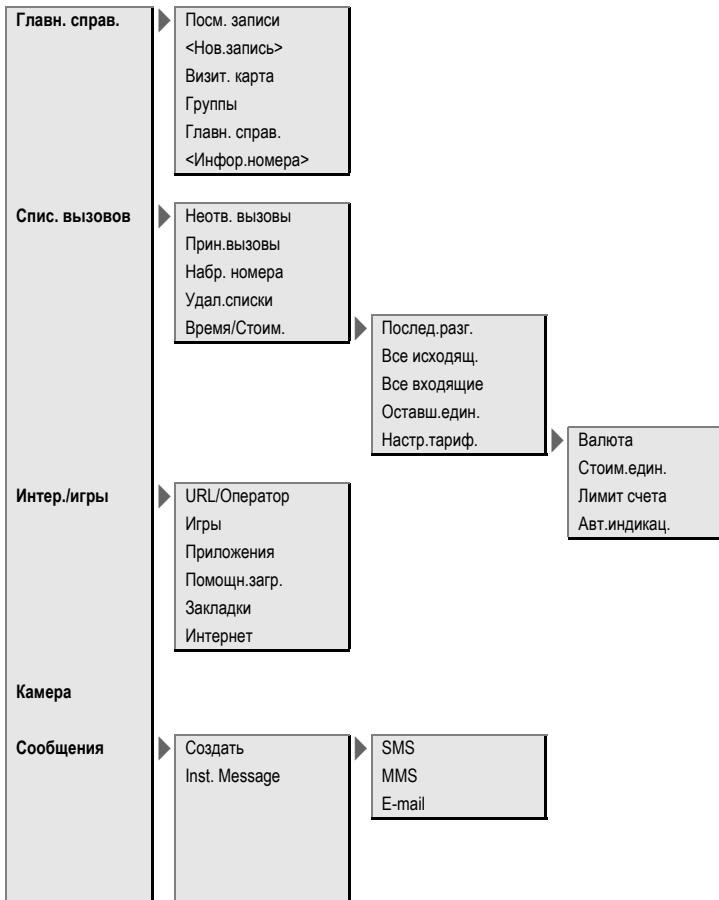 Главн. справ.
Посм. записи
<Нов.запись>
Визит. карта
Группы
Главн. справ.
<Инфор.номера>
Спис. вызовов
Неотв. вызовы
Прин.вызовы
Набр. номера
Удал.списки
Время/Стоим.
Послед.разг.
Все исходящ.
Все входящие
Оставш.един.
Настр.тариф.
Валюта
Стоим.един.
Лимит счета
Авт.индикац.
Интер./игры
URL/Оператор
Игры
Приложения
Помощн.загр.
Закладки
Интернет
Камера
Сообщения
Создать
Inst. Message
SMS
MMS
E-mail